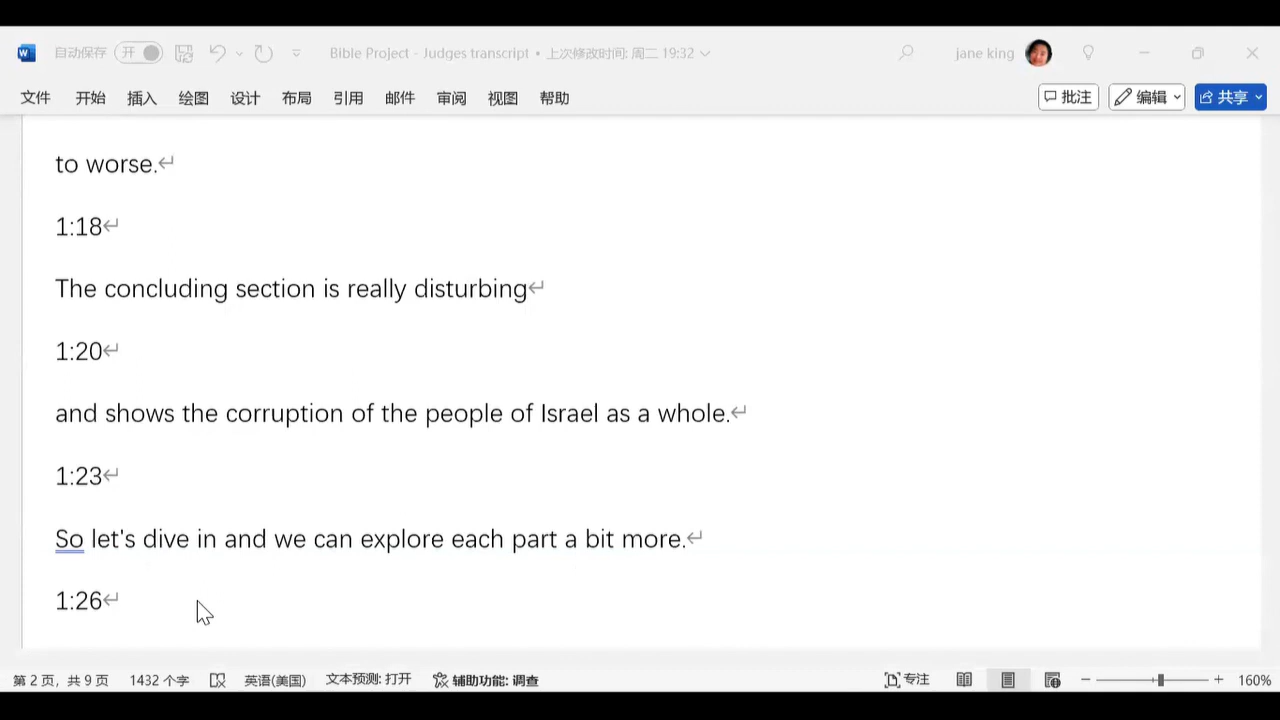 自动保存 开 Bible Project - Judges transcript • 上次修改时间: 周二 19:32 jane king
文件 开始 插入 绘图 设计 布局 引用 邮件 审阅 视图 帮助 批注 编辑 共享
to worse.↵
1:18↵
The concluding section is really disturbing↵
1:20↵
and shows the corruption of the people of Israel as a whole.↵
1:23↵
So let's dive in and we can explore each part a bit more.↵
1:26↵
第 2 页，共 9 页 1432 个字 英语(美国) 文本预测: 打开 辅助功能: 调查 专注 160%